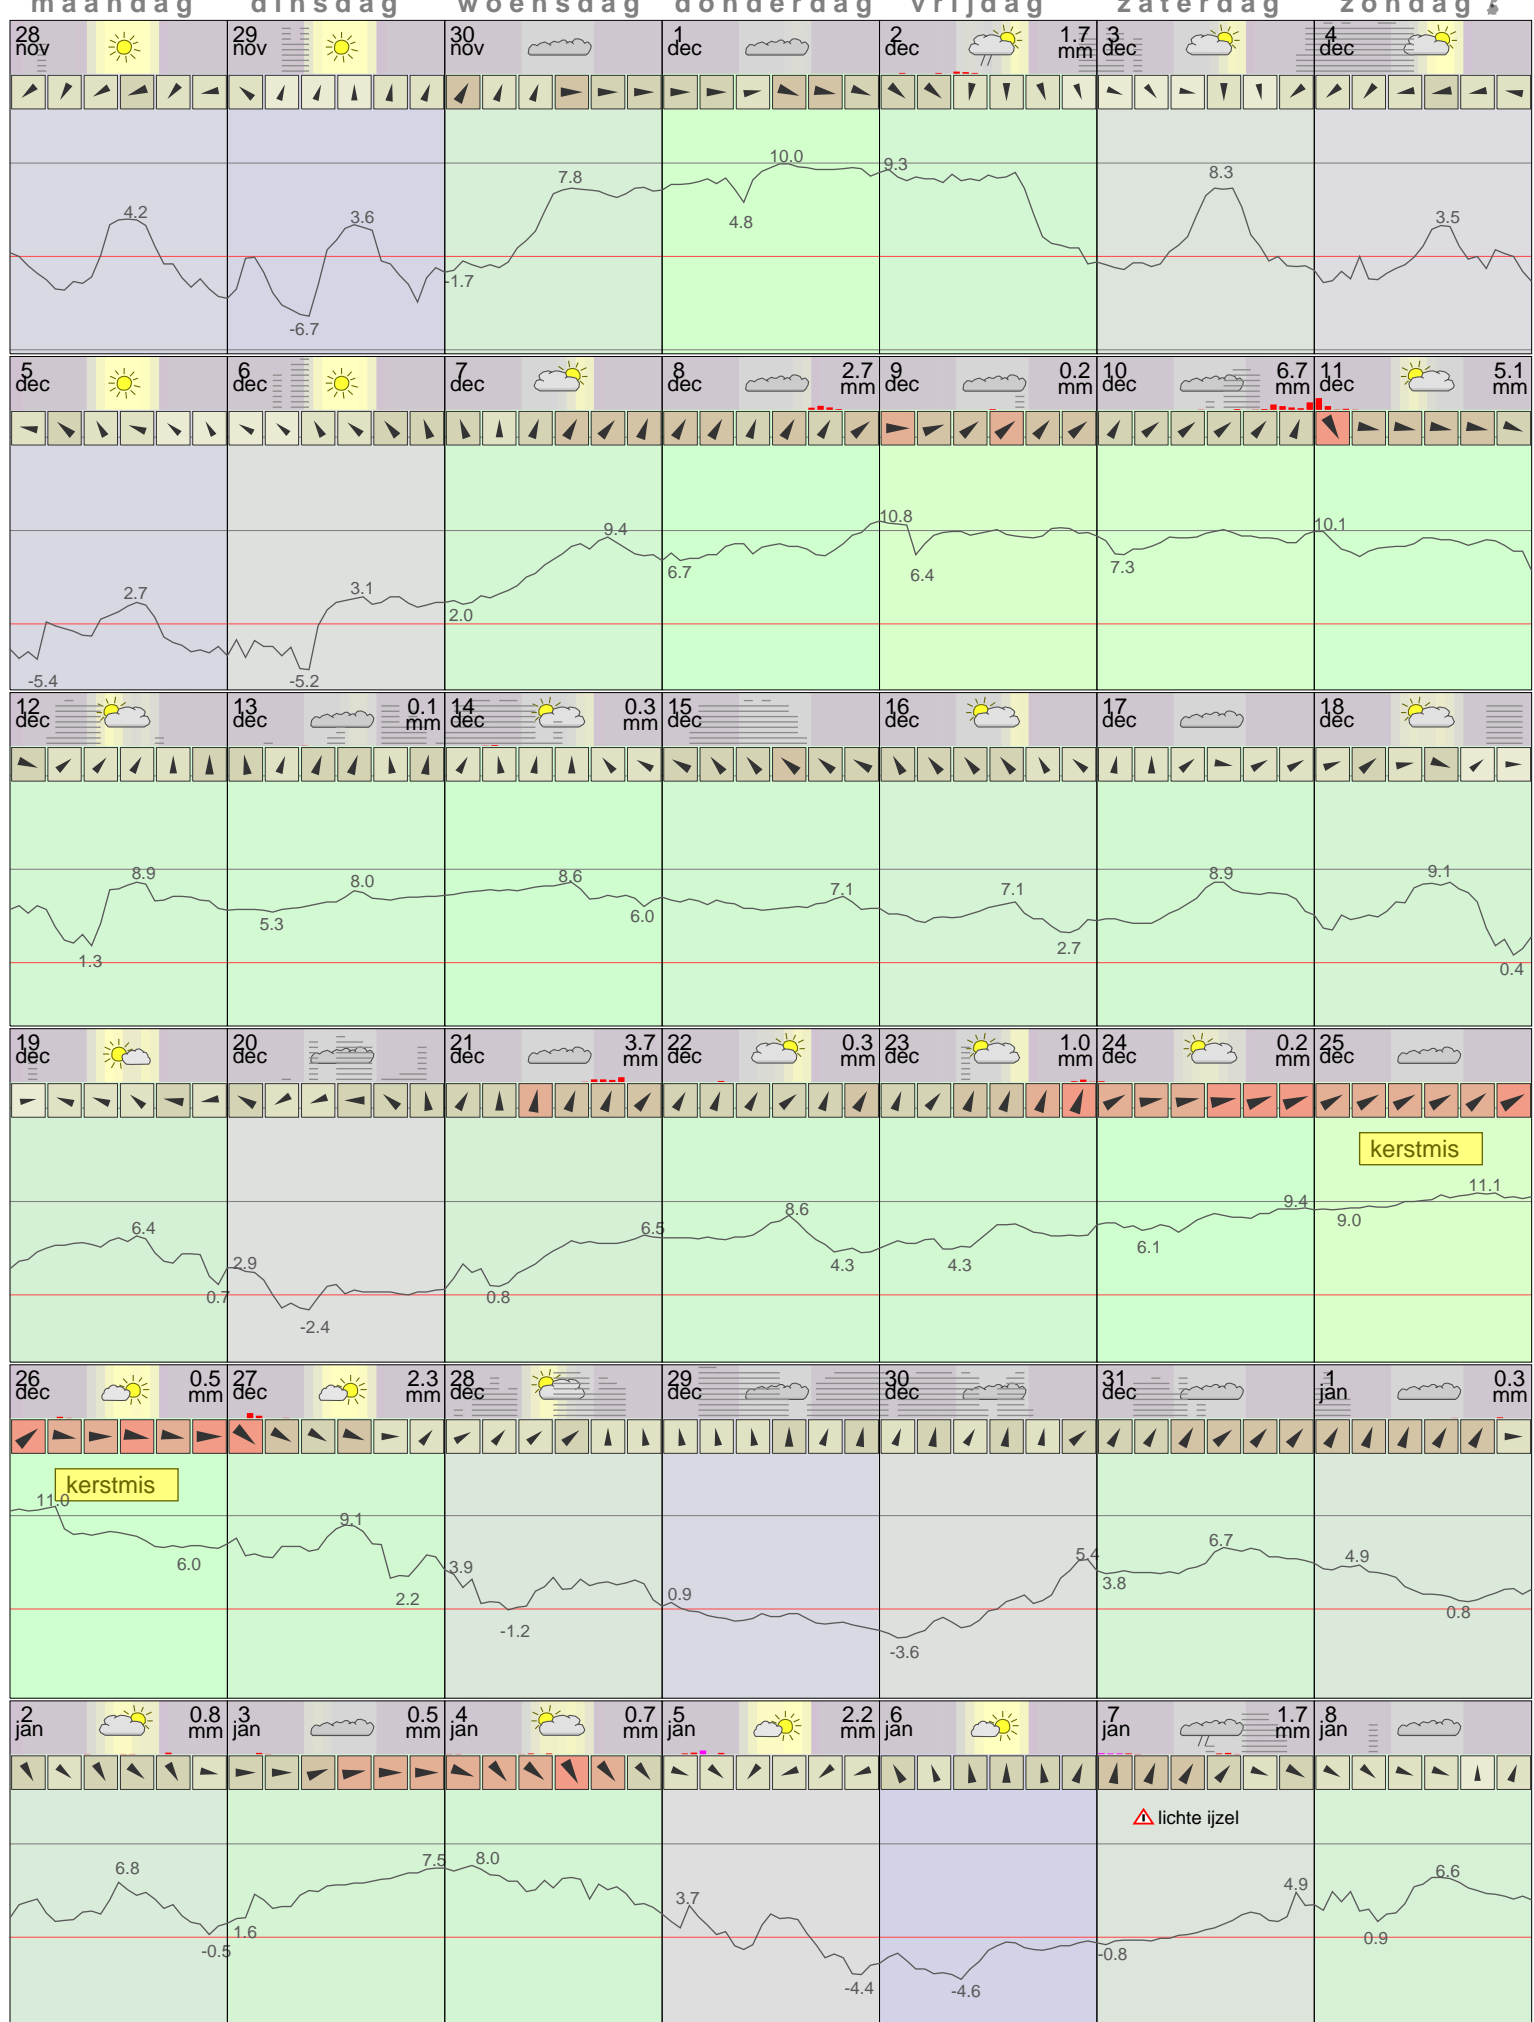 maandag dinsdag woensdag donderdag vrijdag zaterdag zondag
28 29 30 1 2 1.7 3 4
nov nov nov dec dec mm dec dec
4.2 -6.7 3.6 -1.7 7.8 4.8 10.0 9.3 8.3 3.5
5 6 7 8 2.7 9 0.2 10 6.7 11 5.1
dec dec dec dec mm dec mm dec mm dec mm
-5.4 2.7 -5.2 3.1 2.0 9.4 6.7 10.8 6.4 7.3 10.1
12 13 0.1 14 0.3 15 16 17 18
dec dec mm dec mm dec dec dec dec
1.3 8.9 5.3 8.0 8.6 6.0 7.1 7.1 2.7 8.9 9.1 0.4
19 20 21 3.7 22 0.3 23 1.0 24 0.2 25
dec dec dec mm dec mm dec mm dec mm dec
kerstmis
6.4 0.7 2.9 -2.4 0.8 6.5 8.6 4.3 4.3 6.1 9.4 9.0 11.1
26 0.5 27 2.3 28 29 30 31 1 0.3
dec mm dec mm dec dec dec dec jan mm
kerstmis
11.0 6.0 9.1 2.2 3.9 -1.2 0.9 -3.6 5.4 3.8 6.7 4.9 0.8
2 0.8 3 0.5 4 0.7 5 2.2 6 7 1.7 8
jan mm jan mm jan mm jan mm jan jan mm jan
lichte ijzel
6.8 -0.5 1.6 7.5 8.0 3.7 -4.4 -4.6 -0.8 4.9 0.9 6.6